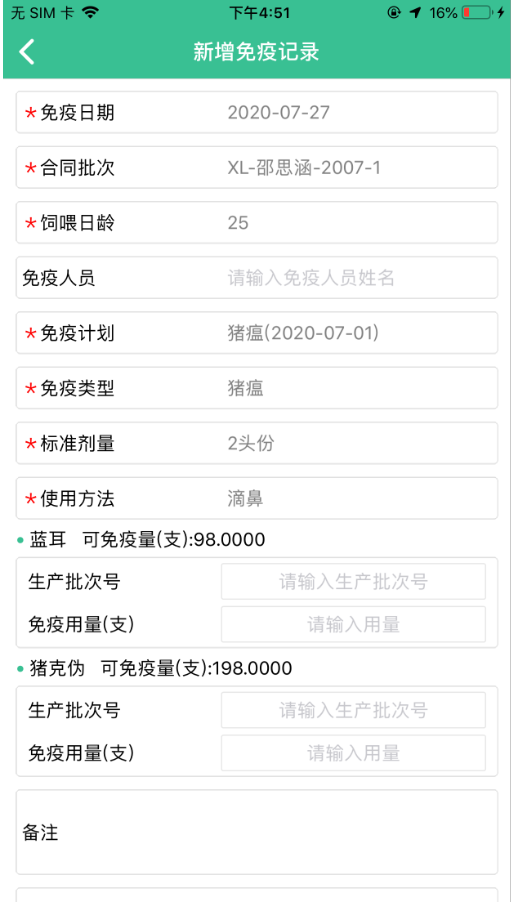 无 SIM 卡 下午4:51 16%
新增免疫记录
*免疫日期 2020-07-27
*合同批次 XL-邵思涵-2007-1
*饲喂日龄 25
免疫人员 请输入免疫人员姓名
*免疫计划 猪瘟(2020-07-01)
*免疫类型 猪瘟
*标准剂量 2头份
*使用方法 滴鼻
• 蓝耳 可免疫量(支):98.0000
生产批次号 请输入生产批次号
免疫用量(支) 请输入用量
• 猪克伪 可免疫量(支):198.0000
生产批次号 请输入生产批次号
免疫用量(支) 请输入用量
备注